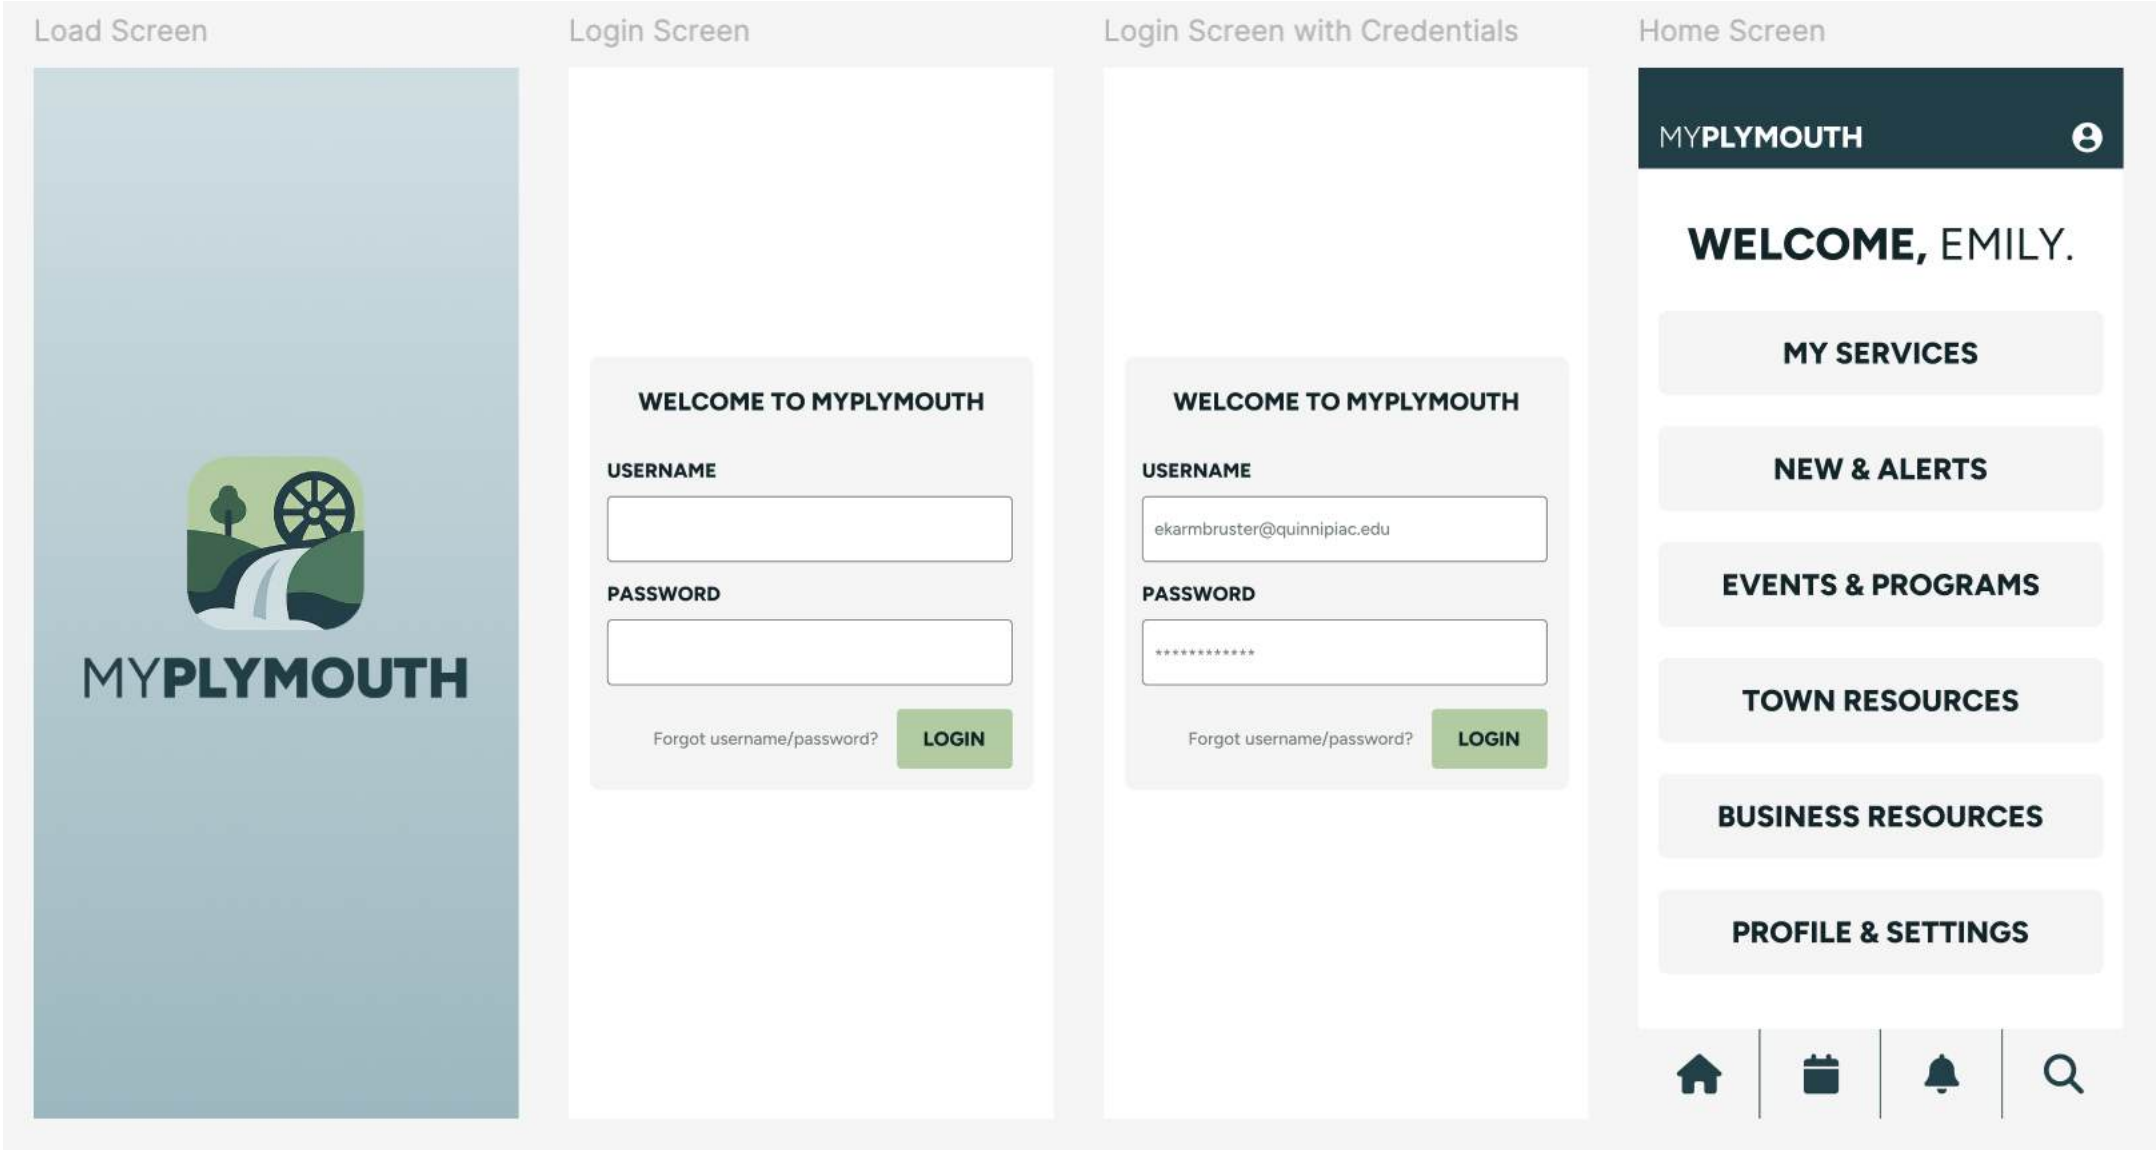 Load Screen
MYPLYMOUTH
Login Screen
WELCOME TO MYPLYMOUTH
USERNAME
PASSWORD
Forgot username/password?
LOGIN
Login Screen with Credentials
WELCOME TO MYPLYMOUTH
USERNAME
ekarmbruster@quinnipiac.edu
PASSWORD
************
Forgot username/password?
LOGIN
Home Screen
MYPLYMOUTH
WELCOME, EMILY.
MY SERVICES
NEW & ALERTS
EVENTS & PROGRAMS
TOWN RESOURCES
BUSINESS RESOURCES
PROFILE & SETTINGS